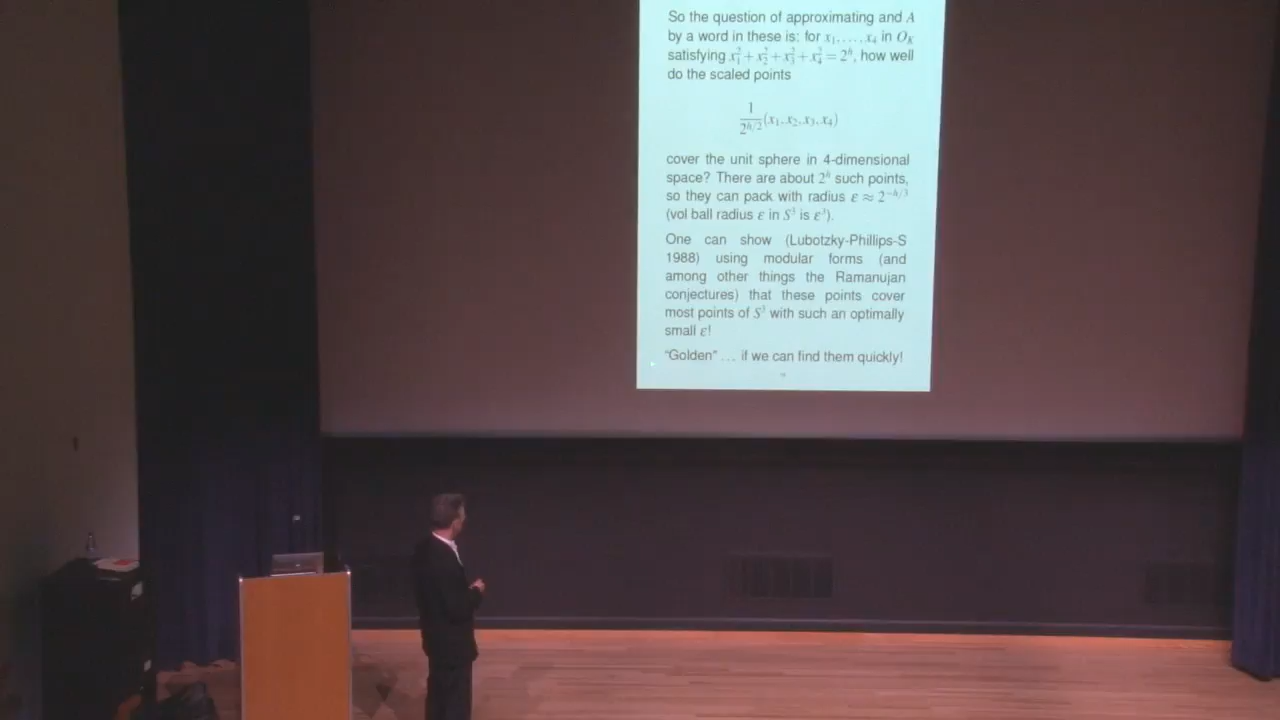 So the question of approximating and A
by a word in these is: for x₁,...,x₄ in O_K
satisfying x₁² + x₂² + x₃² + x₄² = 2ʰ, how well
do the scaled points
1/2^{h/2} (x₁, x₂, x₃, x₄)
cover the unit sphere in 4-dimensional
space? There are about 2ʰ such points,
so they can pack with radius ε ≈ 2^{-h/3}
(vol ball radius ε in S³ is ε³).
One can show (Lubotzky-Phillips-S
1988) using modular forms (and
among other things the Ramanujan
conjectures) that these points cover
most points of S³ with such an optimally
small ε!
"Golden" ... if we can find them quickly!